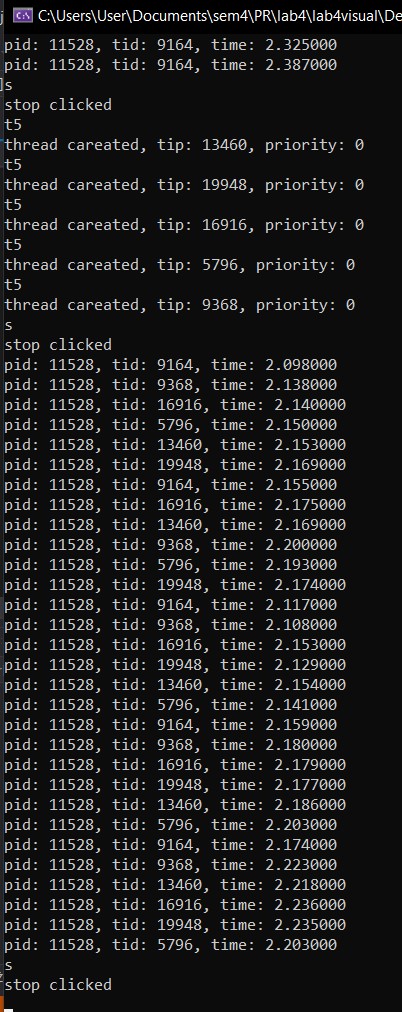 C:\Users\User\Documents\sem4\PR\lab4\lab4visual\De
pid: 11528, tid: 9164, time: 2.325000
pid: 11528, tid: 9164, time: 2.387000
s
stop clicked
t5
thread careated, tip: 13460, priority: 0
t5
thread careated, tip: 19948, priority: 0
t5
thread careated, tip: 16916, priority: 0
t5
thread careated, tip: 5796, priority: 0
t5
thread careated, tip: 9368, priority: 0
s
stop clicked
pid: 11528, tid: 9164, time: 2.098000
pid: 11528, tid: 9368, time: 2.138000
pid: 11528, tid: 16916, time: 2.140000
pid: 11528, tid: 5796, time: 2.150000
pid: 11528, tid: 13460, time: 2.153000
pid: 11528, tid: 19948, time: 2.169000
pid: 11528, tid: 9164, time: 2.155000
pid: 11528, tid: 16916, time: 2.175000
pid: 11528, tid: 13460, time: 2.169000
pid: 11528, tid: 9368, time: 2.200000
pid: 11528, tid: 5796, time: 2.193000
pid: 11528, tid: 19948, time: 2.174000
pid: 11528, tid: 9164, time: 2.117000
pid: 11528, tid: 9368, time: 2.108000
pid: 11528, tid: 16916, time: 2.153000
pid: 11528, tid: 19948, time: 2.129000
pid: 11528, tid: 13460, time: 2.154000
pid: 11528, tid: 5796, time: 2.141000
pid: 11528, tid: 9164, time: 2.159000
pid: 11528, tid: 9368, time: 2.180000
pid: 11528, tid: 16916, time: 2.179000
pid: 11528, tid: 19948, time: 2.177000
pid: 11528, tid: 13460, time: 2.186000
pid: 11528, tid: 5796, time: 2.203000
pid: 11528, tid: 9164, time: 2.174000
pid: 11528, tid: 9368, time: 2.223000
pid: 11528, tid: 13460, time: 2.218000
pid: 11528, tid: 16916, time: 2.236000
pid: 11528, tid: 19948, time: 2.235000
pid: 11528, tid: 5796, time: 2.203000
s
stop clicked